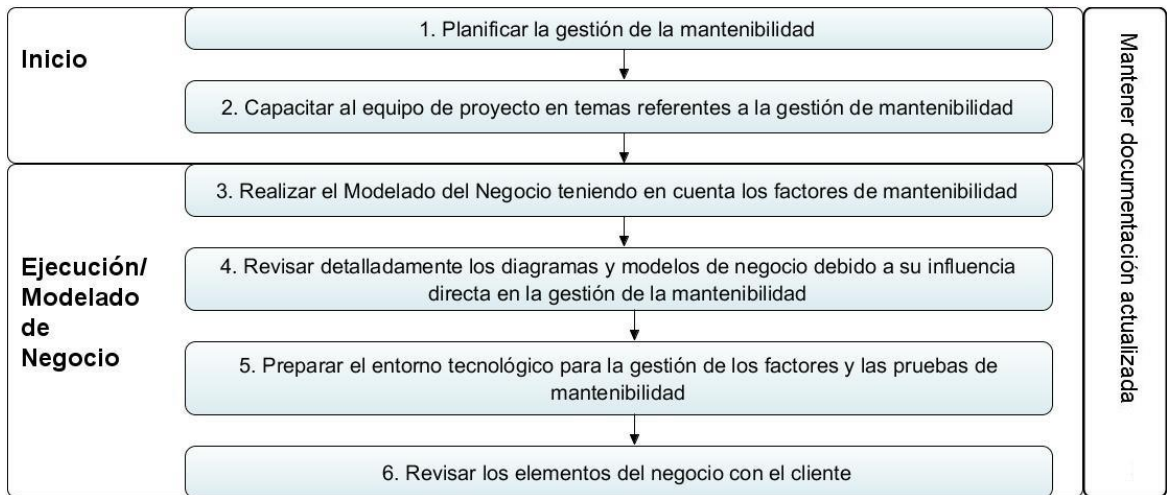 Inicio
1. Planificar la gestión de la mantenibilidad
2. Capacitar al equipo de proyecto en temas referentes a la gestión de mantenibilidad
Ejecución/
Modelado
de
Negocio
3. Realizar el Modelado del Negocio teniendo en cuenta los factores de mantenibilidad
4. Revisar detalladamente los diagramas y modelos de negocio debido a su influencia
directa en la gestión de la mantenibilidad
5. Preparar el entorno tecnológico para la gestión de los factores y las pruebas de
mantenibilidad
6. Revisar los elementos del negocio con el cliente
Mantener documentación actualizada